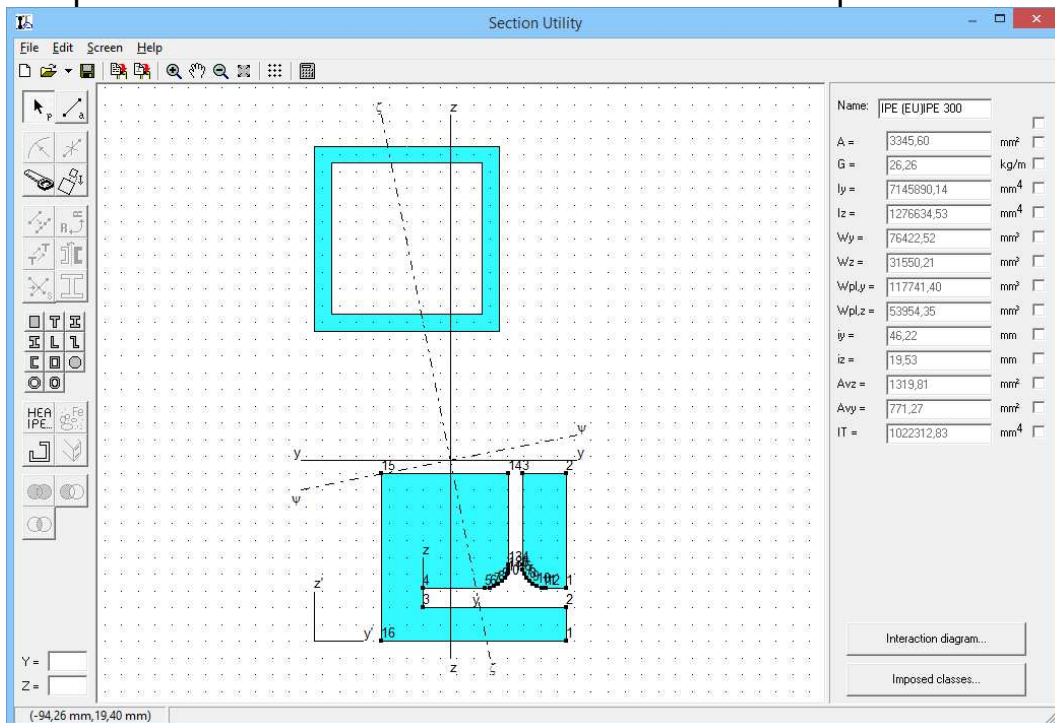 Section Utility
File Edit Screen Help
Name: IPE (EU)IPE 300
A = 3345,60 mm²
G = 26,26 kg/m
Iy = 7145890,14 mm4
Iz = 1276634,53 mm4
Wy = 76422,52 mm³
Wz = 31550,21 mm³
Wpl,y = 117741,40 mm³
Wpl,z = 53954,35 mm³
iy = 46,22 mm
iz = 19,53 mm
Avz = 1319,81 mm²
Avy = 771,27 mm²
IT = 1022312,83 mm4
p
a
R
T
s
HEA
IPE...
Fe
ζ z
ψ
y y
15 143 2
ψ
z
4 1
z' 3 y 2
y' 16 1
z ζ
Interaction diagram...
Imposed classes...
Y =
Z =
(-94,26 mm,19,40 mm)